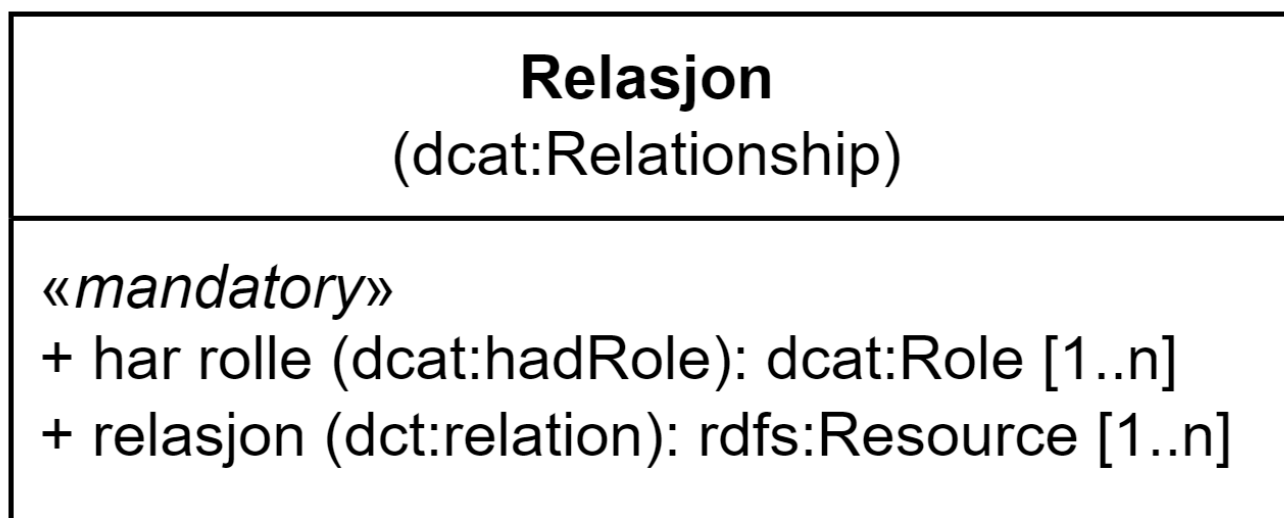 Relasjon
(dcat:Relationship)
«mandatory»
+ har rolle (dcat:hadRole): dcat:Role [1..n]
+ relasjon (dct:relation): rdfs:Resource [1..n]